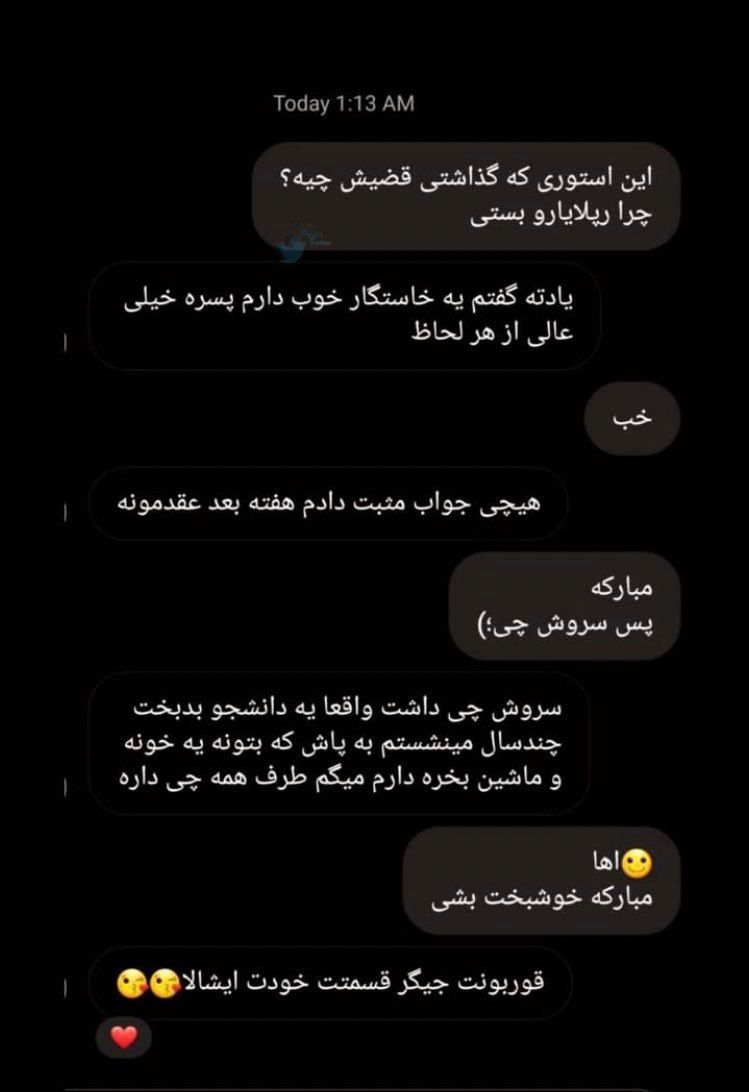 Today 1:13 AM
این استوری که گذاشتی قضیش چیه؟
چرا رپلایارو بستی
یادته گفتم یه خاستگار خوب دارم پسره خیلی
عالی از هر لحاظ
خب
هیچی جواب مثبت دادم هفته بعد عقدمونه
مبارکه
پس سروش چی؛)
سروش چی داشت واقعا یه دانشجو بدبخت
چندسال مینشستم به پاش که بتونه یه خونه
و ماشین بخره دارم میگم طرف همه چی داره
🙂اها
مبارکه خوشبخت بشی
قوربونت جیگر قسمتت خودت ایشالا😘😘